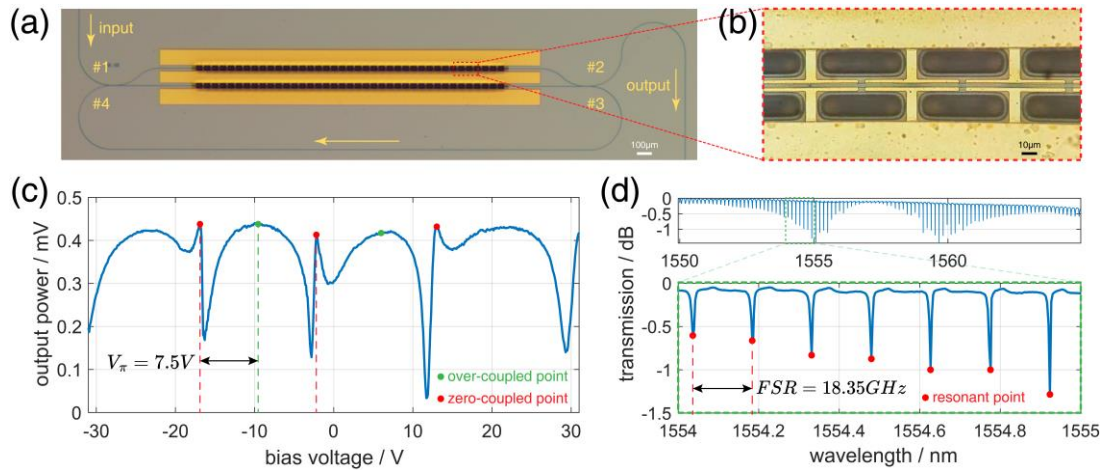 (a)
input
#1
#2
#4
#3
output
100μm
(b)
10μm
(c)
output power / mV
0.5
0.4
0.3
0.2
0.1
0
Vπ = 7.5V
over-coupled point
zero-coupled point
-30
-20
-10
0
10
20
30
bias voltage / V
(d)
transmission / dB
0
-0.5
-1
1550
1555
1560
0
-0.5
-1
-1.5
FSR = 18.35GHz
resonant point
1554
1554.2
1554.4
1554.6
1554.8
1555
wavelength / nm